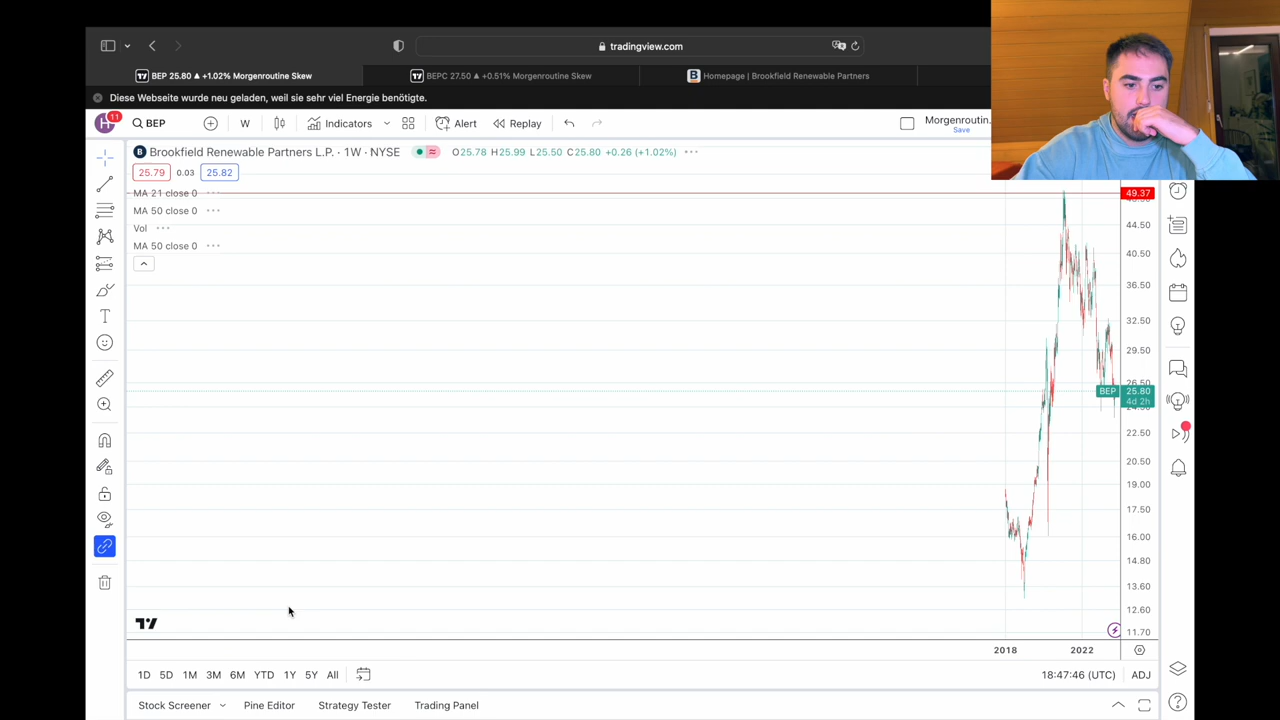 tradingview.com
BEP 25.80 ▲ +1.02% Morgenroutine Skew
BEPC 27.50 ▲ +0.51% Morgenroutine Skew
B Homepage | Brookfield Renewable Partners
Diese Webseite wurde neu geladen, weil sie sehr viel Energie benötigte.
H 11 BEP W Indicators Alert Replay Morgenroutin..
Save
B Brookfield Renewable Partners L.P. · 1W · NYSE O25.78 H25.99 L25.50 C25.80 +0.26 (+1.02%)
25.79 0.03 25.82
MA 21 close 0
MA 50 close 0
Vol
MA 50 close 0
49.37
44.50
40.50
36.50
32.50
29.50
26.50
BEP 25.80
4d 2h
22.50
20.50
19.00
17.50
16.00
14.80
13.60
12.60
11.70
2018 2022
1D 5D 1M 3M 6M YTD 1Y 5Y All 18:47:46 (UTC) ADJ
Stock Screener Pine Editor Strategy Tester Trading Panel